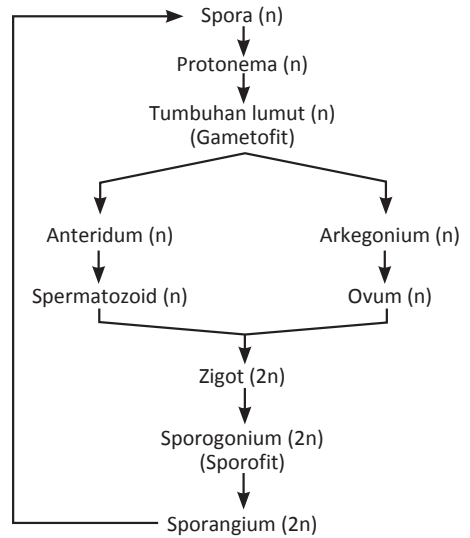 Spora (n)
Protonema (n)
Tumbuhan lumut (n)
(Gametofit)
Anteridum (n)
Arkegonium (n)
Spermatozoid (n)
Ovum (n)
Zigot (2n)
Sporogonium (2n)
(Sporofit)
Sporangium (2n)